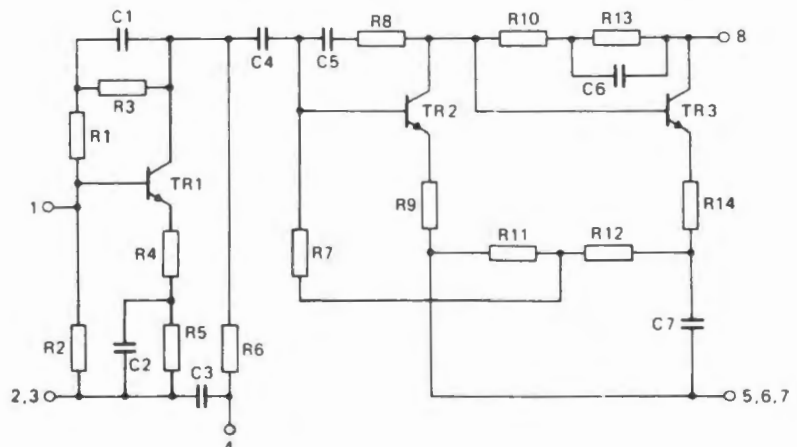 C1
R3
R1
TR1
1
R4
R2
C2
R5
C3
R6
2,3
4
C4
C5
R8
R10
R13
8
C6
TR2
TR3
R9
R14
R7
R11
R12
C7
5,6,7